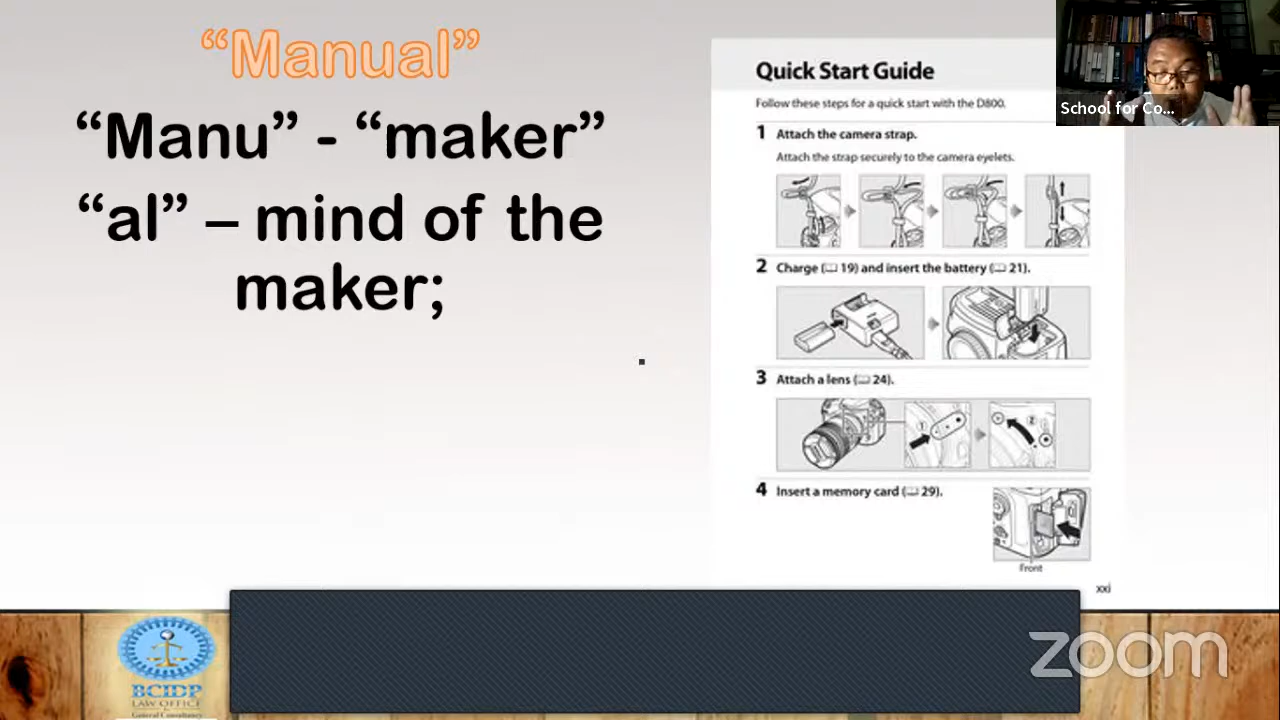 “Manual”
“Manu” - “maker”
“al” – mind of the
maker;
Quick Start Guide
Follow these steps for a quick start with the D800.
1 Attach the camera strap.
Attach the strap securely to the camera eyelets.
2 Charge (19) and insert the battery (21).
3 Attach a lens (24).
4 Insert a memory card (29).
Front
xxi
School for Co...
BCIDP
LAW OFFICE
General Consultancy
zoom